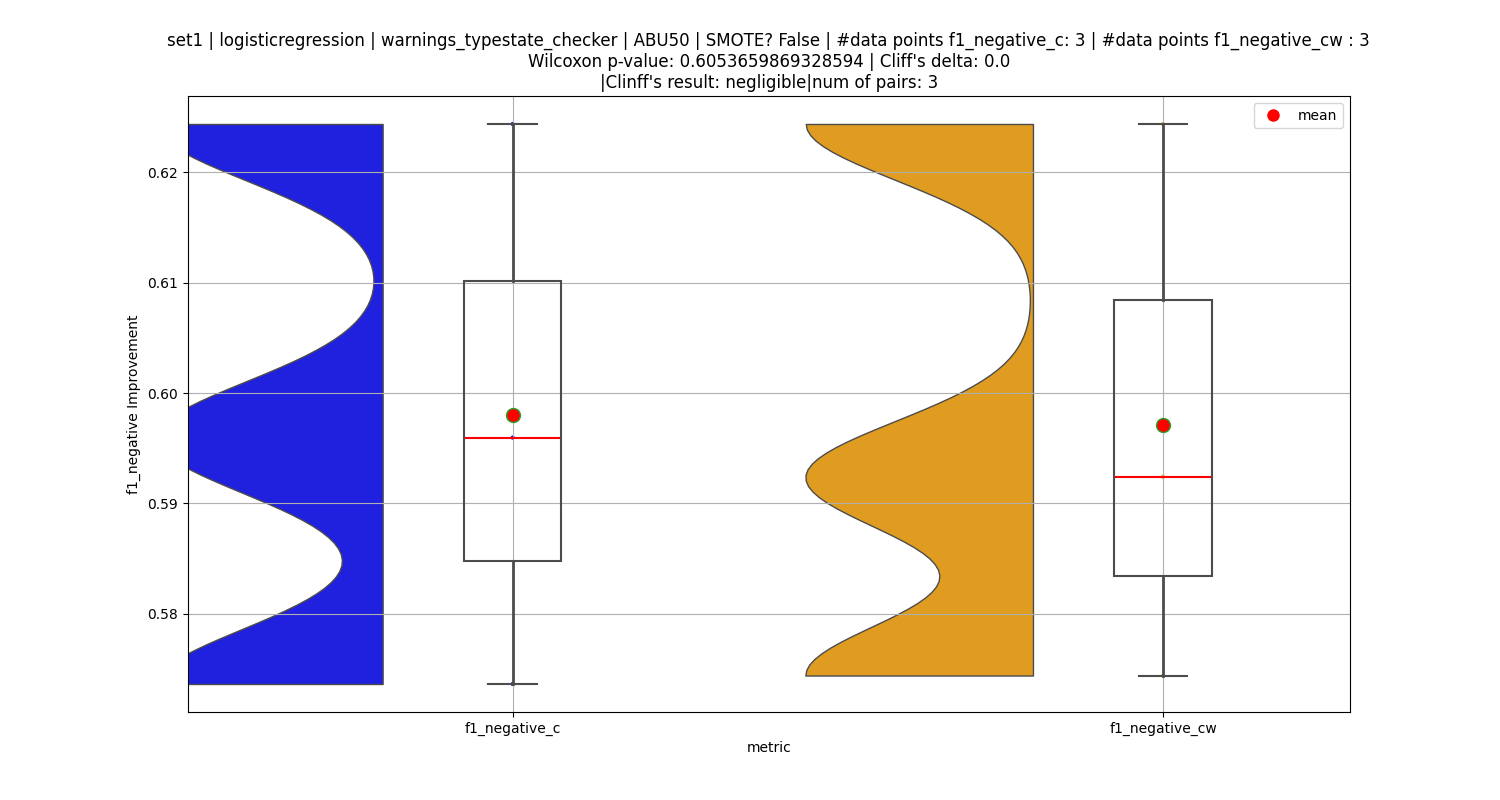 set1 | logisticregression | warnings_typestate_checker | ABU50 | SMOTE? False | #data points f1_negative_c: 3 | #data points f1_negative_cw : 3
Wilcoxon p-value: 0.6053659869328594 | Cliff's delta: 0.0
|Clinff's result: negligible|num of pairs: 3
mean
0.62
0.61
0.60
0.59
0.58
f1_negative Improvement
f1_negative_c
f1_negative_cw
metric